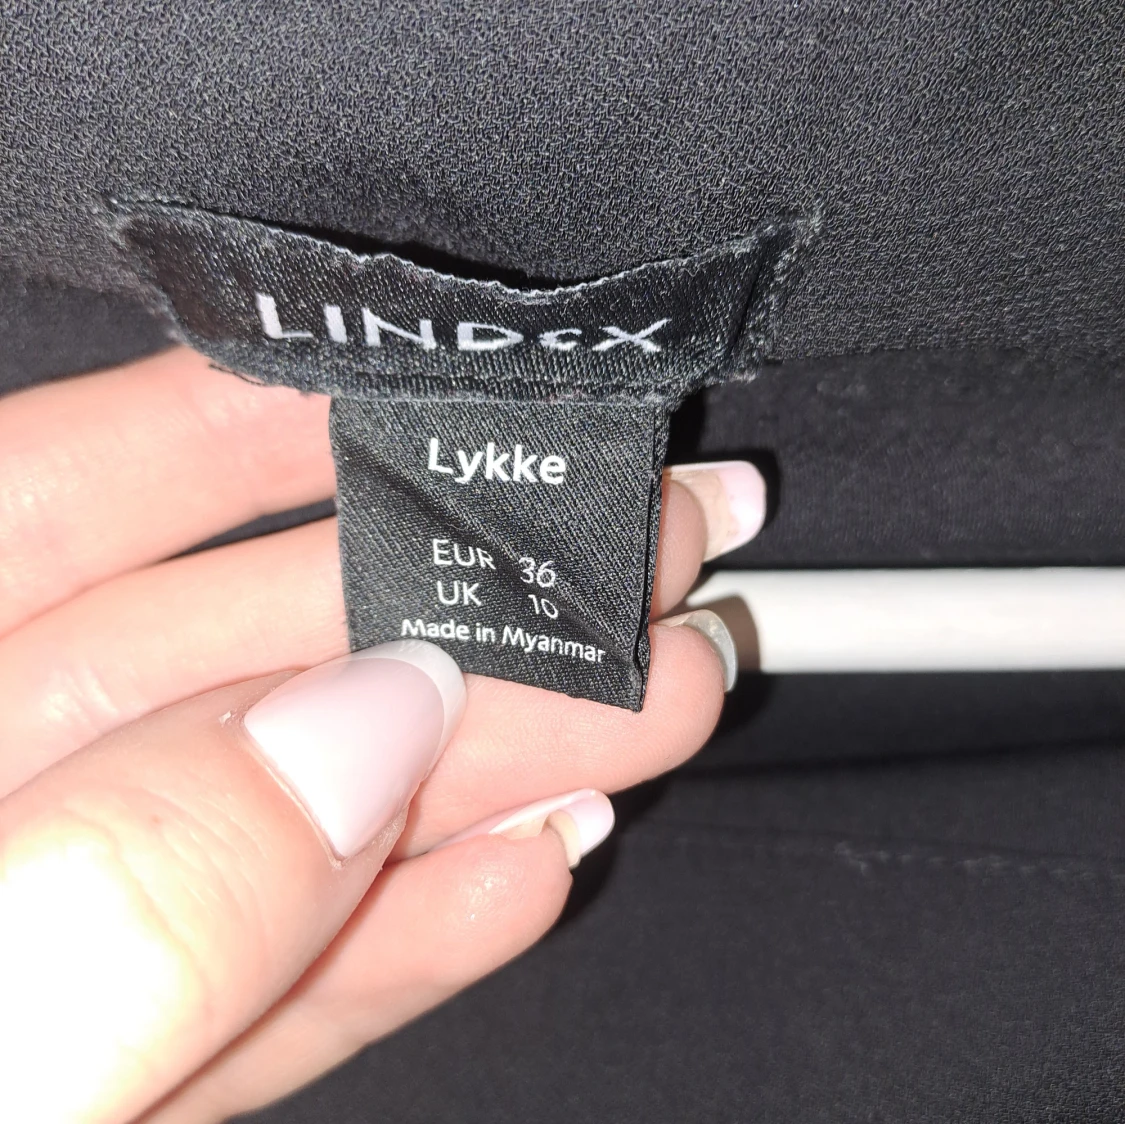 LINDEX
Lykke
EUR 36
UK 10
Made in Myanmar